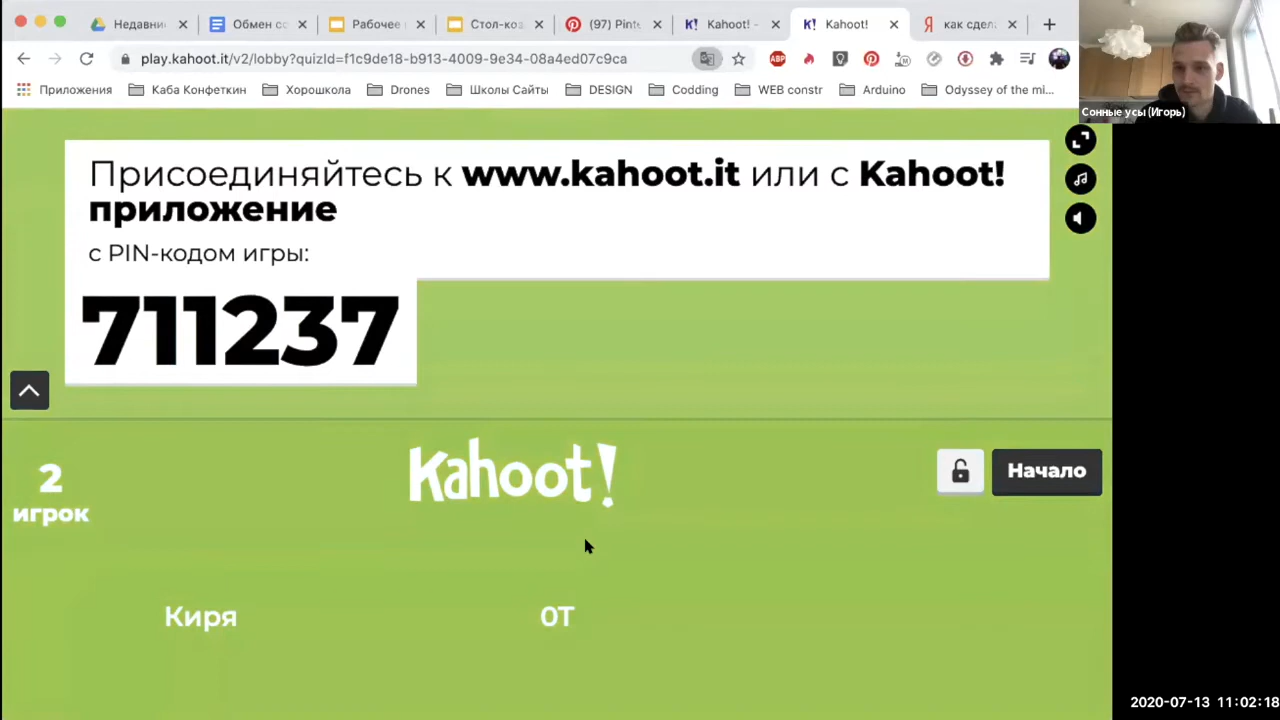 Недавни
Обмен со
Рабочее
Стол-ко
(97) Pint
Kahoot! -
Kahoot!
как сдел
play.kahoot.it/v2/lobby?quizId=f1c9de18-b913-4009-9e34-08a4ed07c9ca
ABP
Приложения
Каба Конфеткин
Хорошкола
Drones
Школы Сайты
DESIGN
Codding
WEB constr
Arduino
Odyssey of the mi...
Сонные усы (Игорь)
Присоединяйтесь к www.kahoot.it или с Kahoot!
приложение
с PIN-кодом игры:
711237
2
игрок
Kahoot!
Начало
Киря
0T
2020-07-13 11:02:18